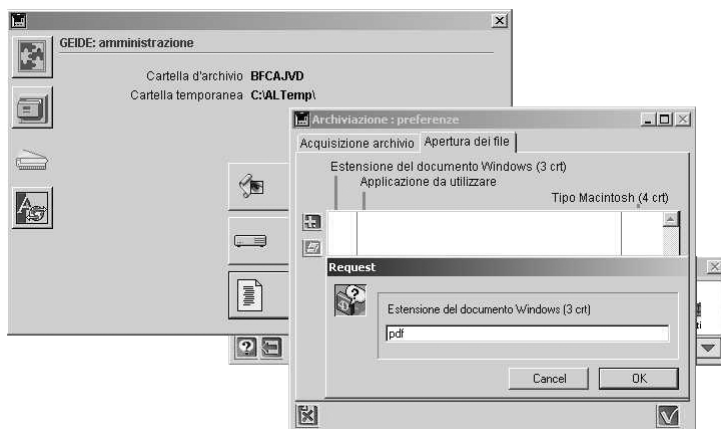 GEIDE: amministrazione
Cartella d'archivio BFCAJVD
Cartella temporanea C:\ALTemp\
Archiviazione : preferenze
Acquisizione archivio Apertura dei file
Estensione del documento Windows (3 crt)
Applicazione da utilizzare
Tipo Macintosh (4 crt)
Request
Estensione del documento Windows (3 crt)
pdf
Cancel OK